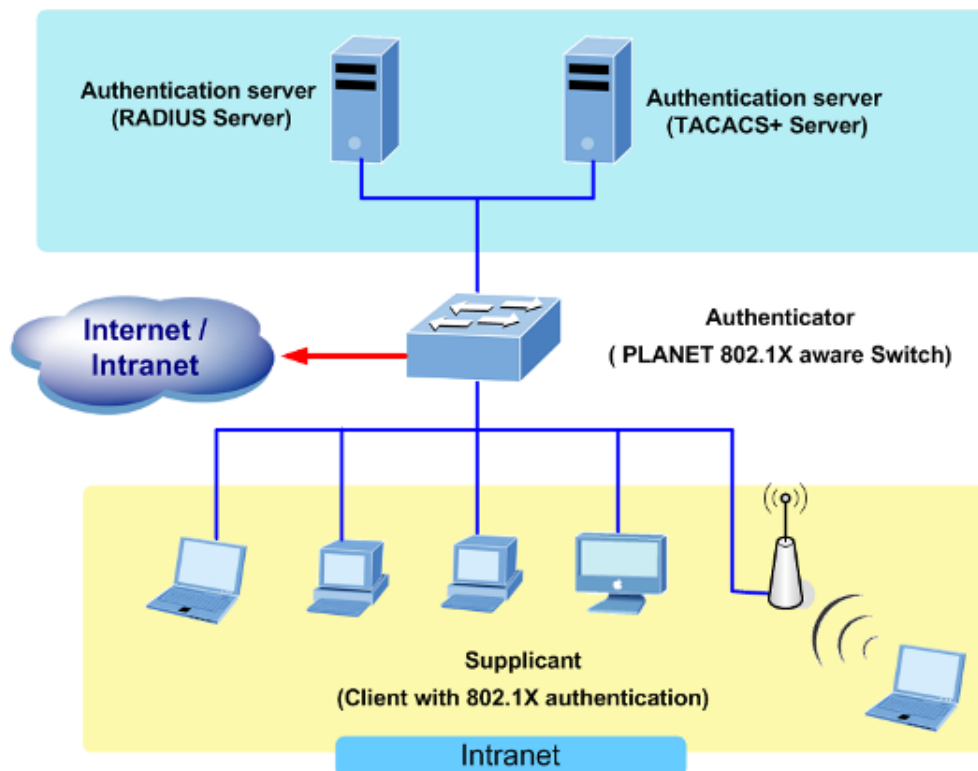 Authentication server
(RADIUS Server)
Authentication server
(TACACS+ Server)
Internet /
Intranet
Authenticator
( PLANET 802.1X aware Switch)
Supplicant
(Client with 802.1X authentication)
Intranet